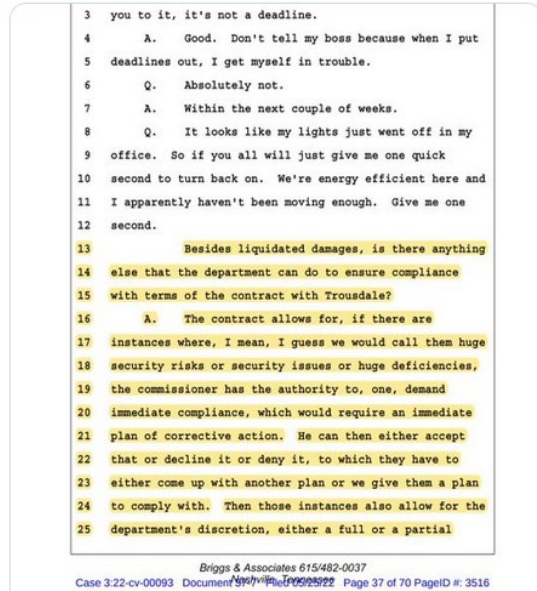 3 you to it, it's not a deadline.
4 A. Good. Don't tell my boss because when I put
5 deadlines out, I get myself in trouble.
6 Q. Absolutely not.
7 A. Within the next couple of weeks.
8 Q. It looks like my lights just went off in my
9 office. So if you all will just give me one quick
10 second to turn back on. We're energy efficient here and
11 I apparently haven't been moving enough. Give me one
12 second.
13 Besides liquidated damages, is there anything
14 else that the department can do to ensure compliance
15 with terms of the contract with Trousdale?
16 A. The contract allows for, if there are
17 instances where, I mean, I guess we would call them huge
18 security risks or security issues or huge deficiencies,
19 the commissioner has the authority to, one, demand
20 immediate compliance, which would require an immediate
21 plan of corrective action. He can then either accept
22 that or decline it or deny it, to which they have to
23 either come up with another plan or we give them a plan
24 to comply with. Then those instances also allow for the
25 department's discretion, either a full or a partial
Briggs & Associates 615/482-0037
Nashville, Tennessee
Case 3:22-cv-00093 Document Filed 05/25/22 Page 37 of 70 PageID #: 3516